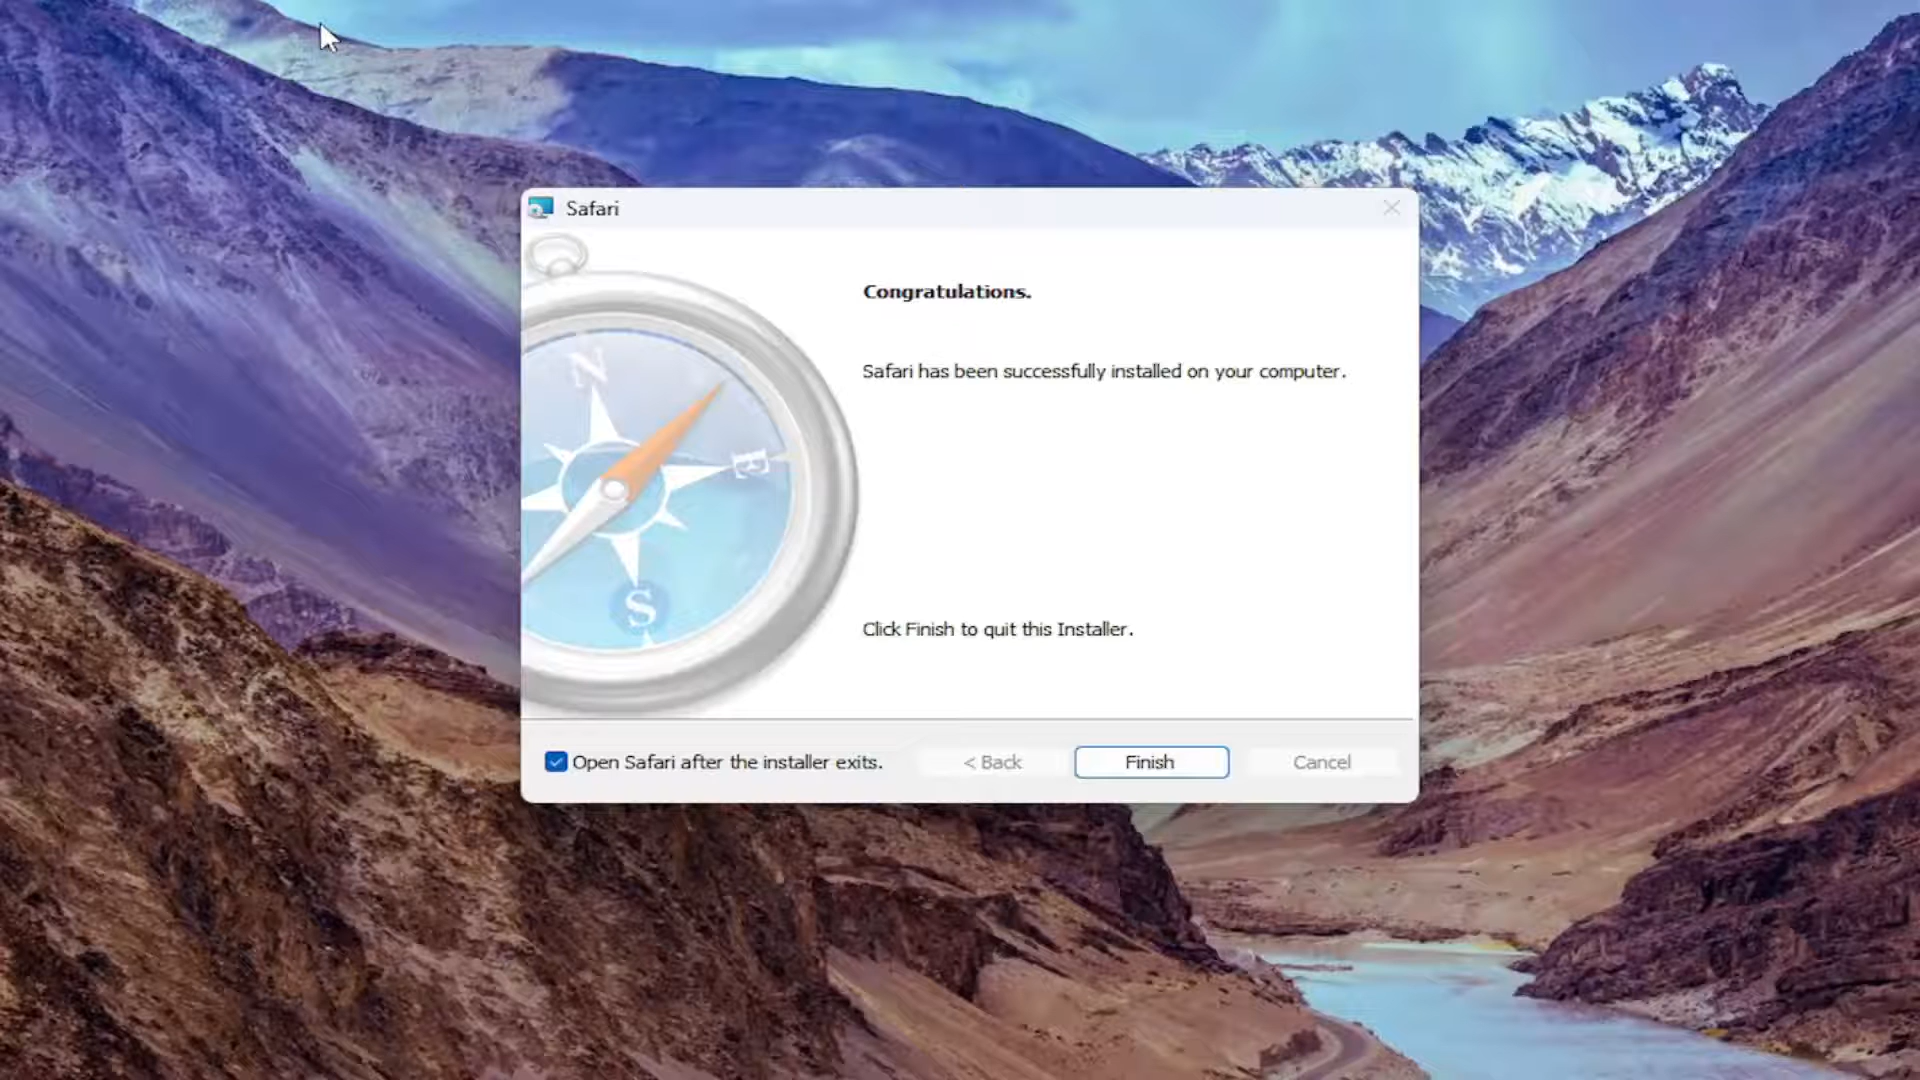 Safari
N
E
S
Congratulations.
Safari has been successfully installed on your computer.
Click Finish to quit this Installer.
Open Safari after the installer exits.
< Back
Finish
Cancel